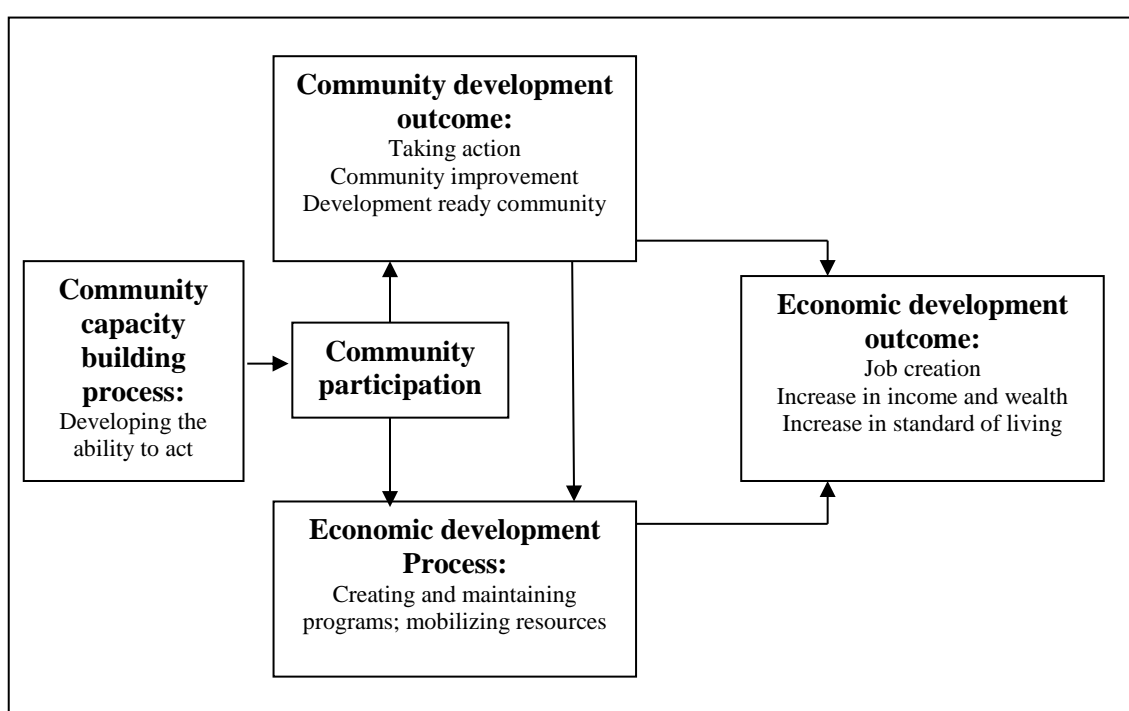 Community development
outcome:
Taking action
Community improvement
Development ready community
Community
capacity
building
process:
Developing the
ability to act
Community
participation
Economic development
outcome:
Job creation
Increase in income and wealth
Increase in standard of living
Economic development
Process:
Creating and maintaining
programs; mobilizing resources